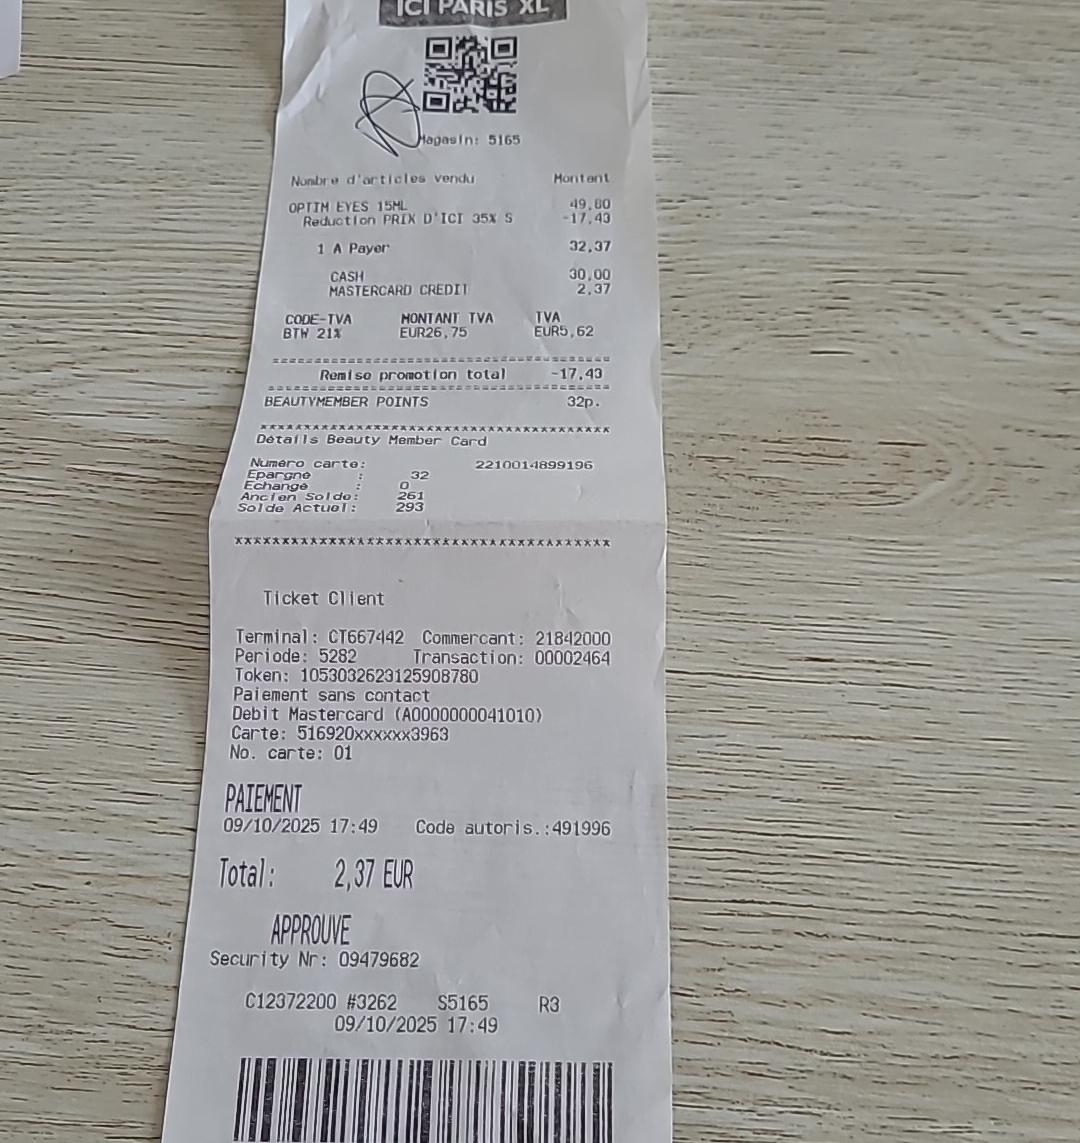 ICI PARIS XL
Magasin: 5165
Nombre d'articles vendu Montant
OPTIM EYES 15ML 49,80
Reduction PRIX D'ICI 35% S -17,43
1 A Payer 32,37
CASH 30,00
MASTERCARD CREDIT 2,37
CODE-TVA MONTANT TVA TVA
BTW 21% EUR26,75 EUR5,62
========================================
Remise promotion total -17,43
========================================
BEAUTYMEMBER POINTS 32p.
****************************************
Détails Beauty Member Card
Numéro carte: 2210014899196
Epargné : 32
Echangé : 0
Ancien Solde: 261
Solde Actuel: 293
****************************************
Ticket Client
Terminal: CT667442 Commercant: 21842000
Periode: 5282 Transaction: 00002464
Token: 1053032623125908780
Paiement sans contact
Debit Mastercard (A0000000041010)
Carte: 516920xxxxxx3963
No. carte: 01
PAIEMENT
09/10/2025 17:49 Code autoris.:491996
Total: 2,37 EUR
APPROUVE
Security Nr: 09479682
C12372200 #3262 S5165 R3
09/10/2025 17:49